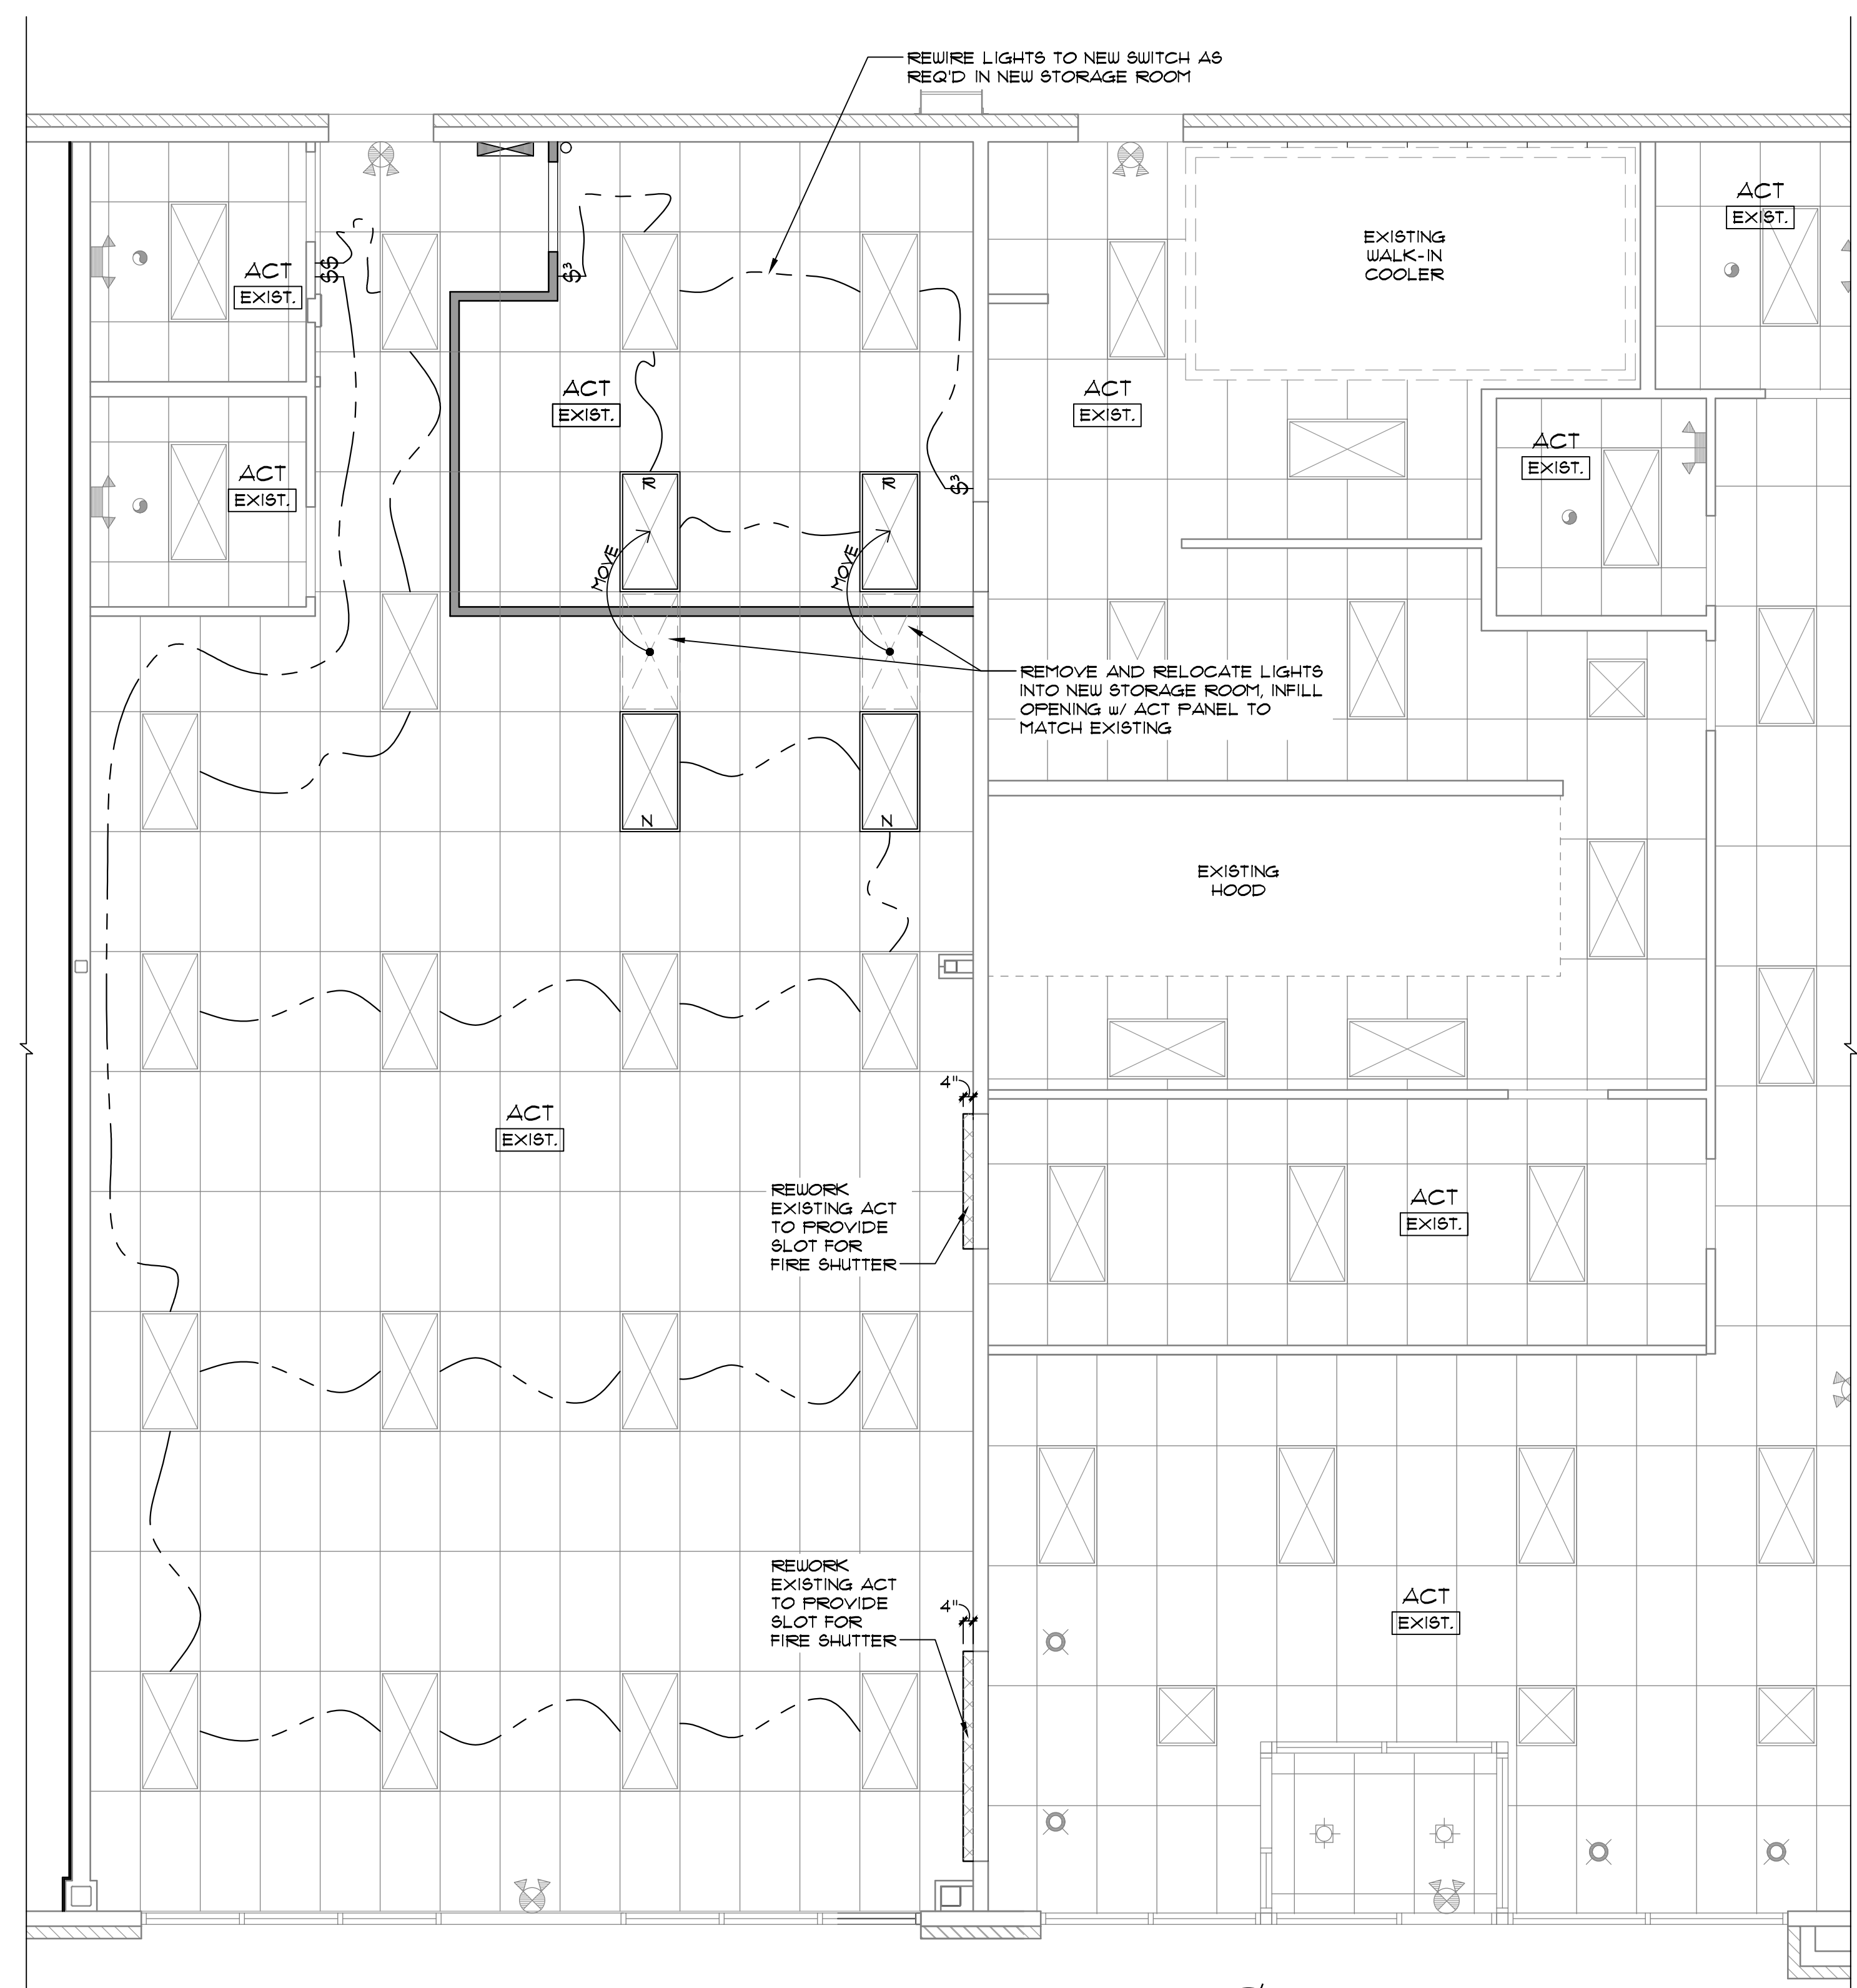 REWIRE LIGHTS TO NEW SWITCH AS
REQ'D IN NEW STORAGE ROOM
ACT
EXIST.
EXISTING
WALK-IN
COOLER
$$
ACT
EXIST.
$3
ACT
EXIST.
ACT
EXIST.
ACT
EXIST.
ACT
EXIST.
R
R
$3
MOVE
MOVE
REMOVE AND RELOCATE LIGHTS
INTO NEW STORAGE ROOM, INFILL
OPENING w/ ACT PANEL TO
MATCH EXISTING
N
N
EXISTING
HOOD
4"
ACT
EXIST.
REWORK
EXISTING ACT
TO PROVIDE
SLOT FOR
FIRE SHUTTER
ACT
EXIST.
REWORK
EXISTING ACT
TO PROVIDE
SLOT FOR
FIRE SHUTTER
4"
ACT
EXIST.